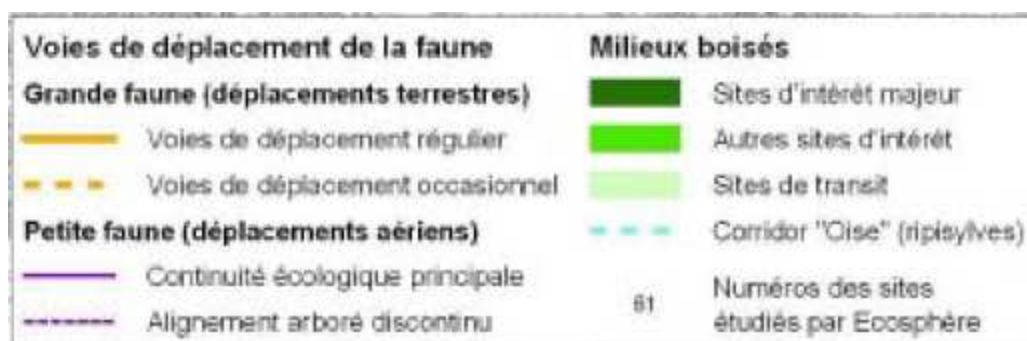 Voies de déplacement de la faune
Grande faune (déplacements terrestres)
Voies de déplacement régulier
Voies de déplacement occasionnel
Petite faune (déplacements aériens)
Continuité écologique principale
Alignement arboré discontinu
Milieux boisés
Sites d'intérêt majeur
Autres sites d'intérêt
Sites de transit
Corridor "Oise" (ripisylves)
61
Numéros des sites
étudiés par Ecosphère